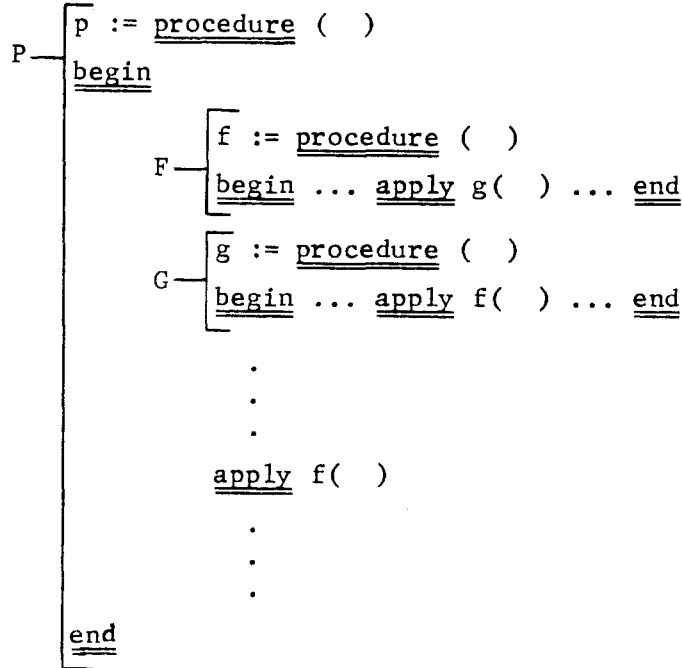 p := procedure ( )
P
begin
f := procedure ( )
F
begin ... apply g( ) ... end
g := procedure ( )
G
begin ... apply f( ) ... end
.
.
.
apply f( )
.
.
.
end